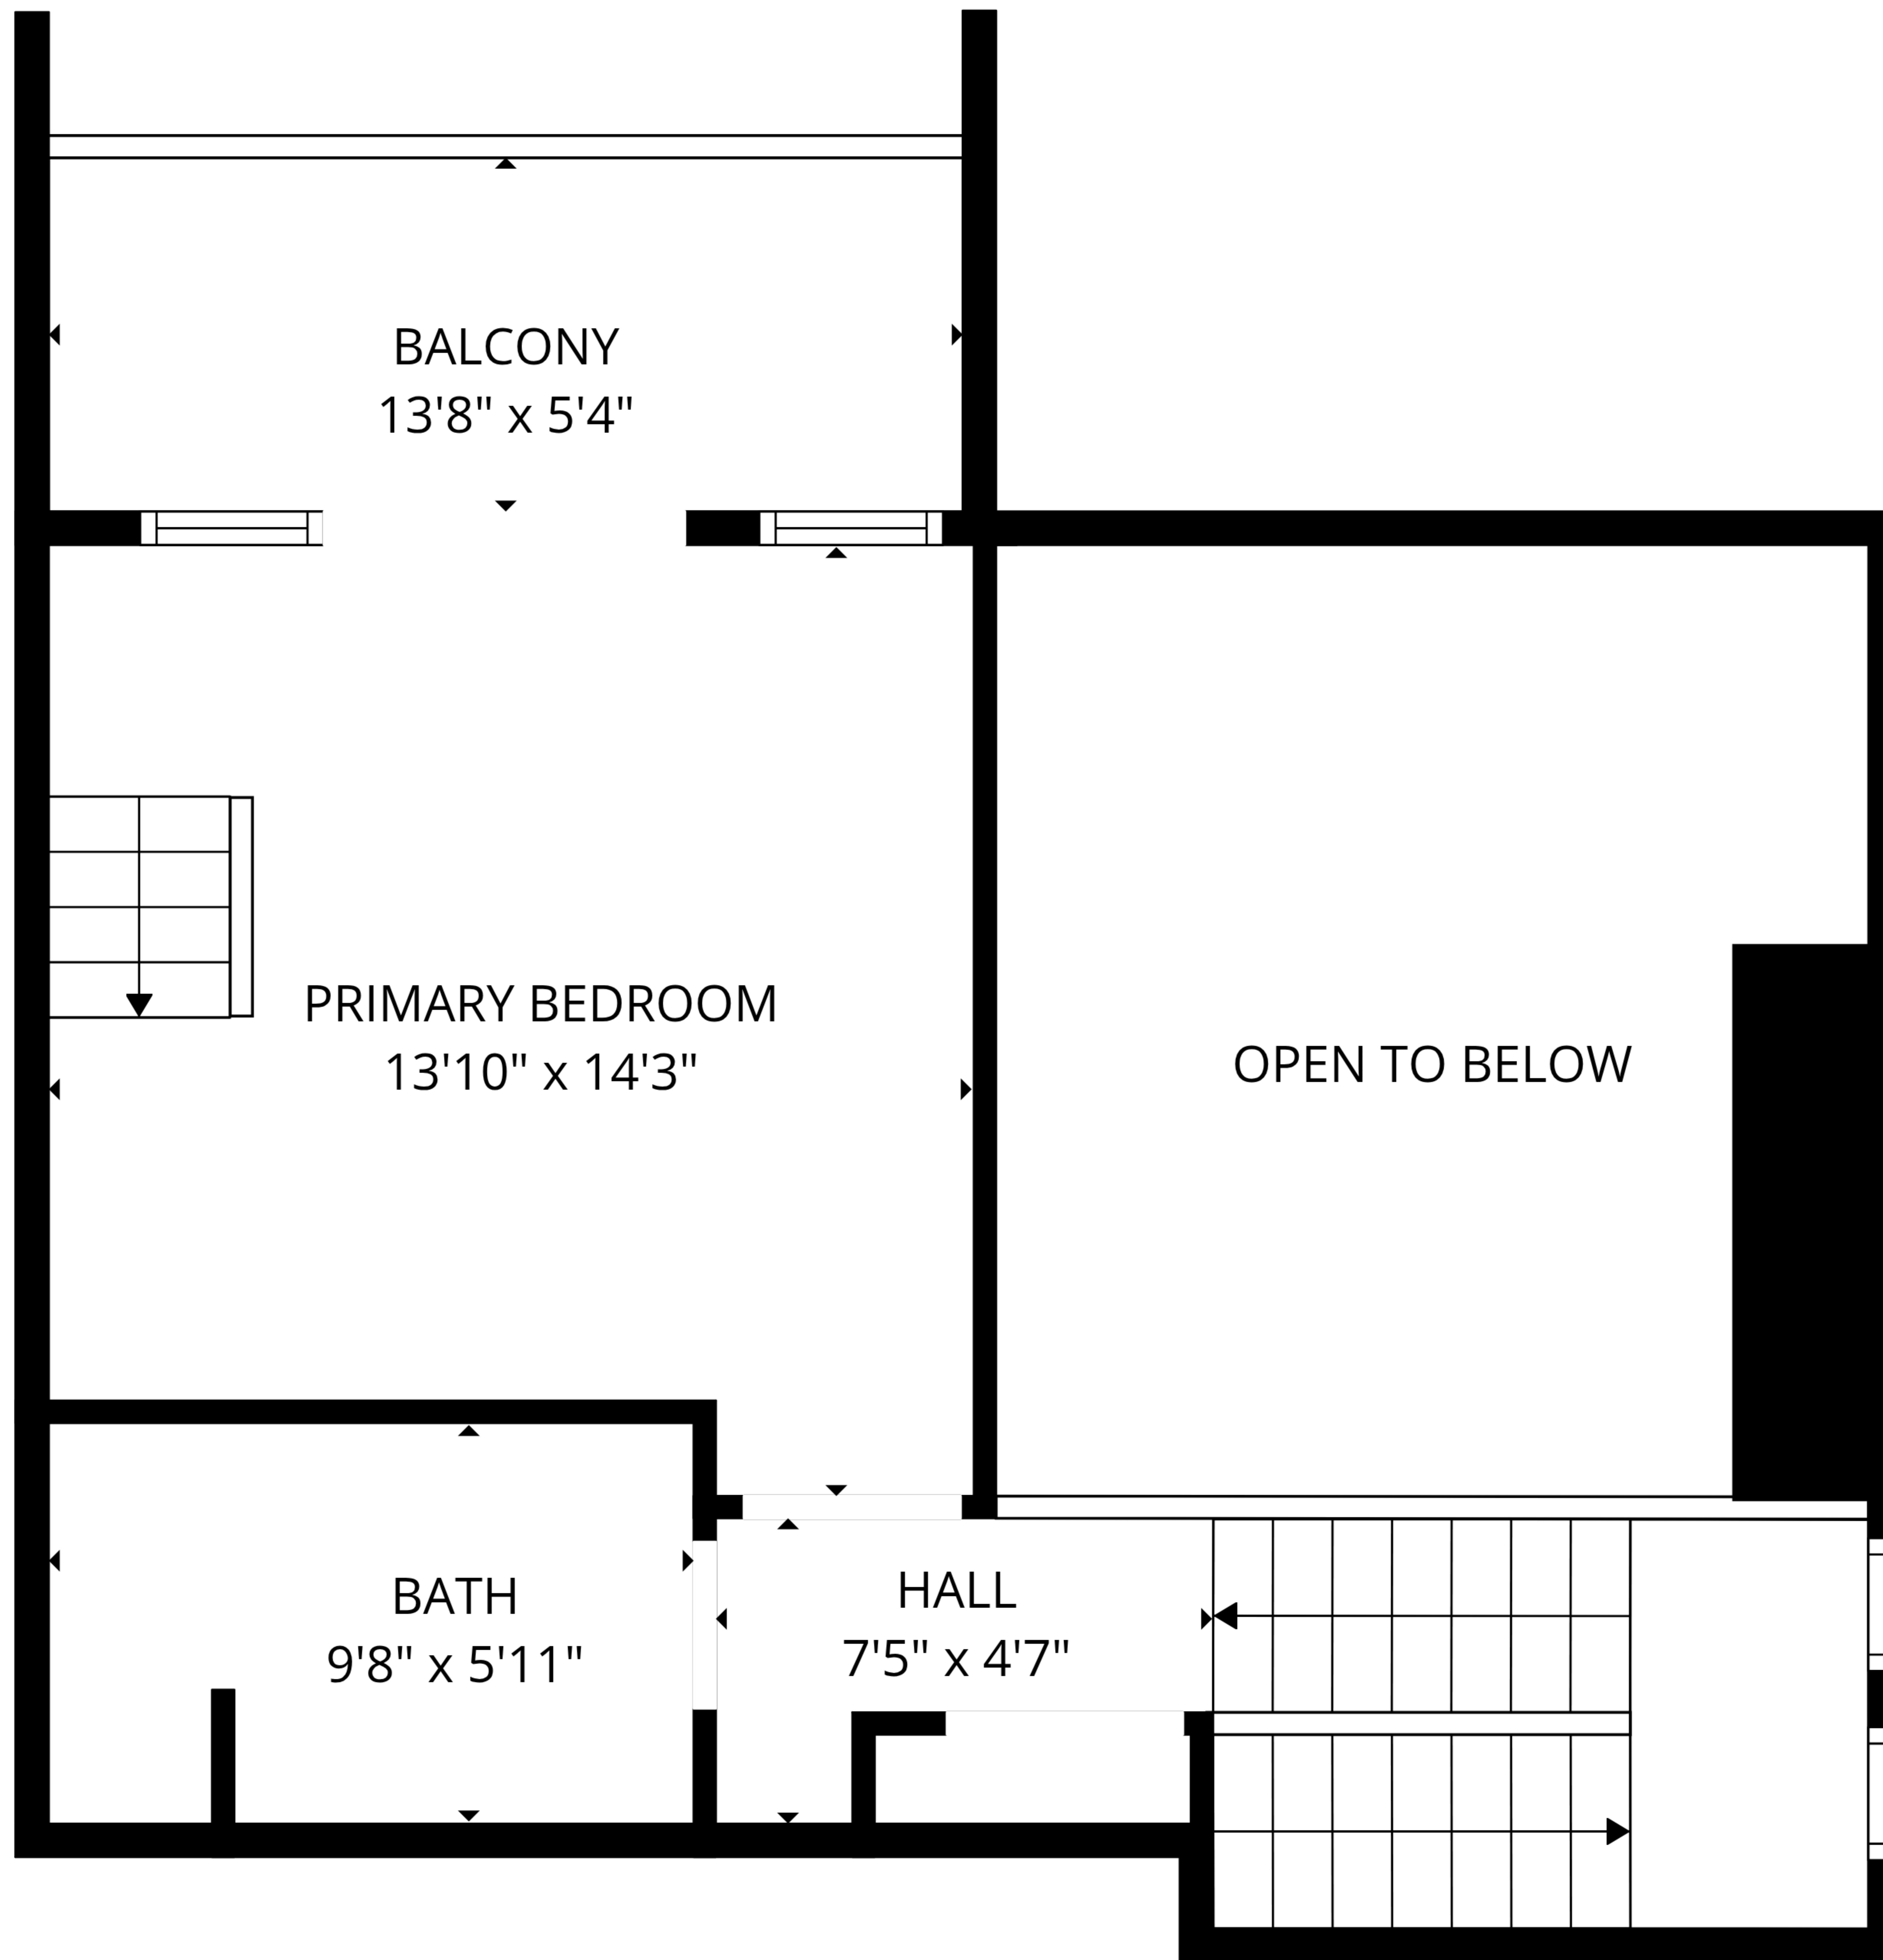 BALCONY
13'8" x 5'4"
PRIMARY BEDROOM
13'10" x 14'3"
OPEN TO BELOW
BATH
9'8" x 5'11"
HALL
7'5" x 4'7"